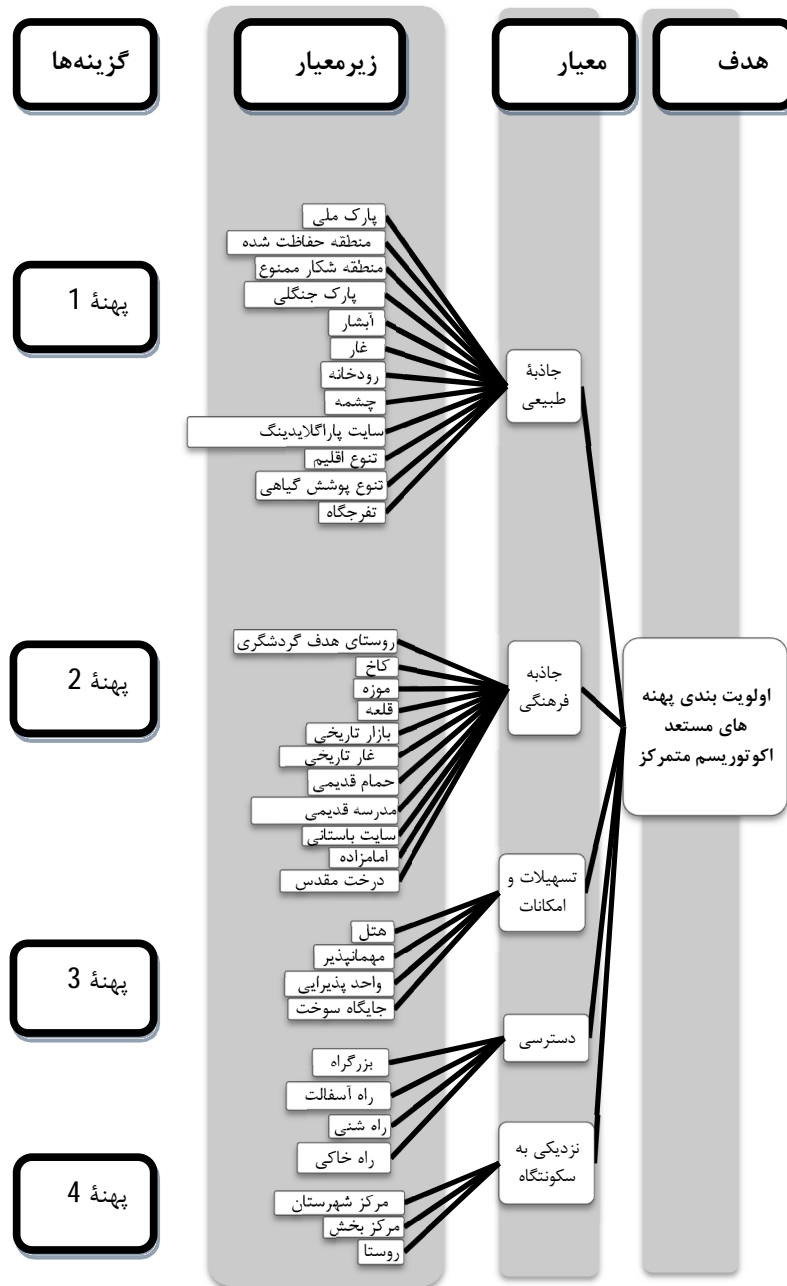 هدف
معیار
زیرمعیار
گزینه‌ها
اولویت بندی پهنه
های مستعد
اکوتوریسم متمرکز
جاذبهٔ
طبیعی
پارک ملی
منطقه حفاظت شده
منطقه شکار ممنوع
پارک جنگلی
آبشار
غار
رودخانه
چشمه
سایت پاراگلایدینگ
تنوع اقلیم
تنوع پوشش گیاهی
تفرجگاه
جاذبه
فرهنگی
روستای هدف گردشگری
کاخ
موزه
قلعه
بازار تاریخی
غار تاریخی
حمام قدیمی
مدرسه قدیمی
سایت باستانی
امامزاده
درخت مقدس
تسهیلات و
امکانات
هتل
مهمانپذیر
واحد پذیرایی
جایگاه سوخت
دسترسی
بزرگراه
راه آسفالت
راه شنی
راه خاکی
نزدیکی به
سکونتگاه
مرکز شهرستان
مرکز بخش
روستا
پهنهٔ 1
پهنهٔ 2
پهنهٔ 3
پهنهٔ 4